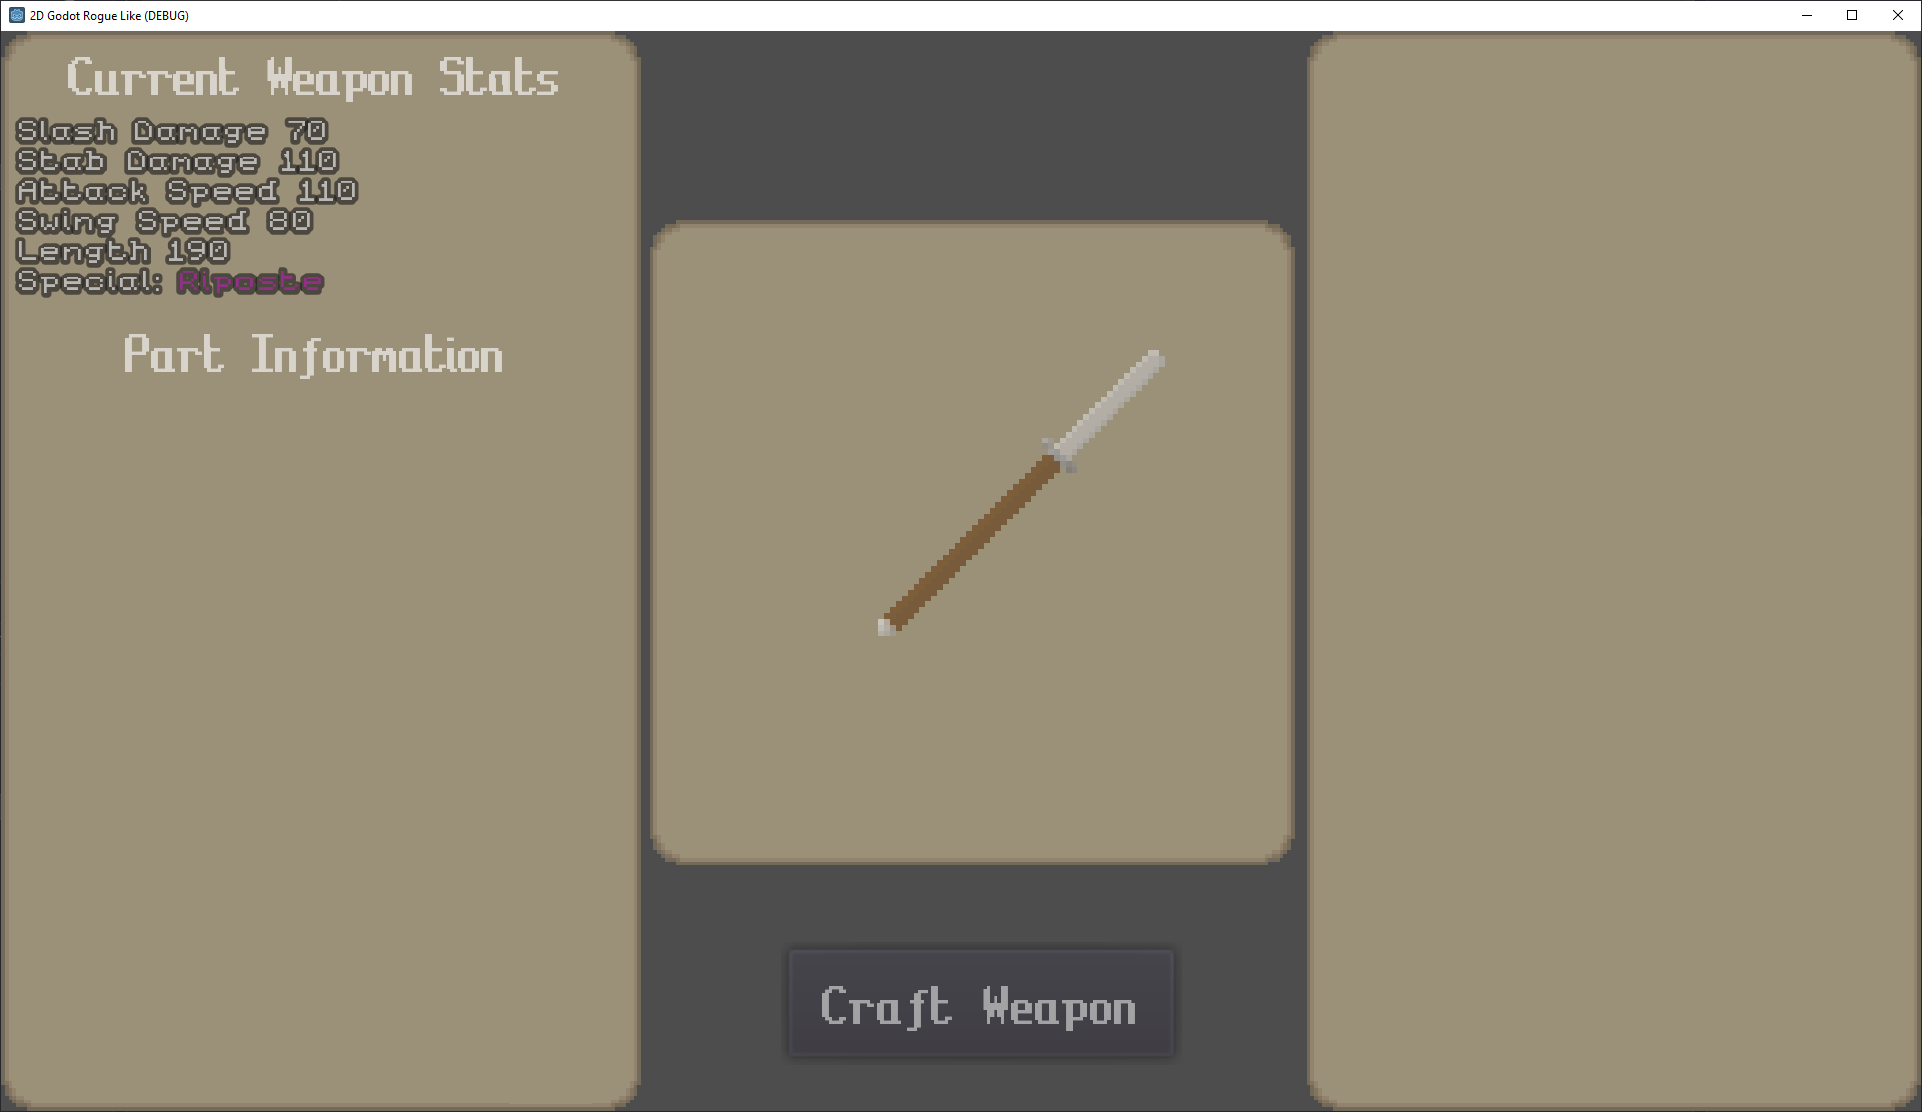 2D Godot Rogue Like (DEBUG)
Current Weapon Stats
Slash Damage 70
Stab Damage 110
Attack Speed 110
Swing Speed 80
Length 190
Special: Riposte
Part Information
Craft Weapon